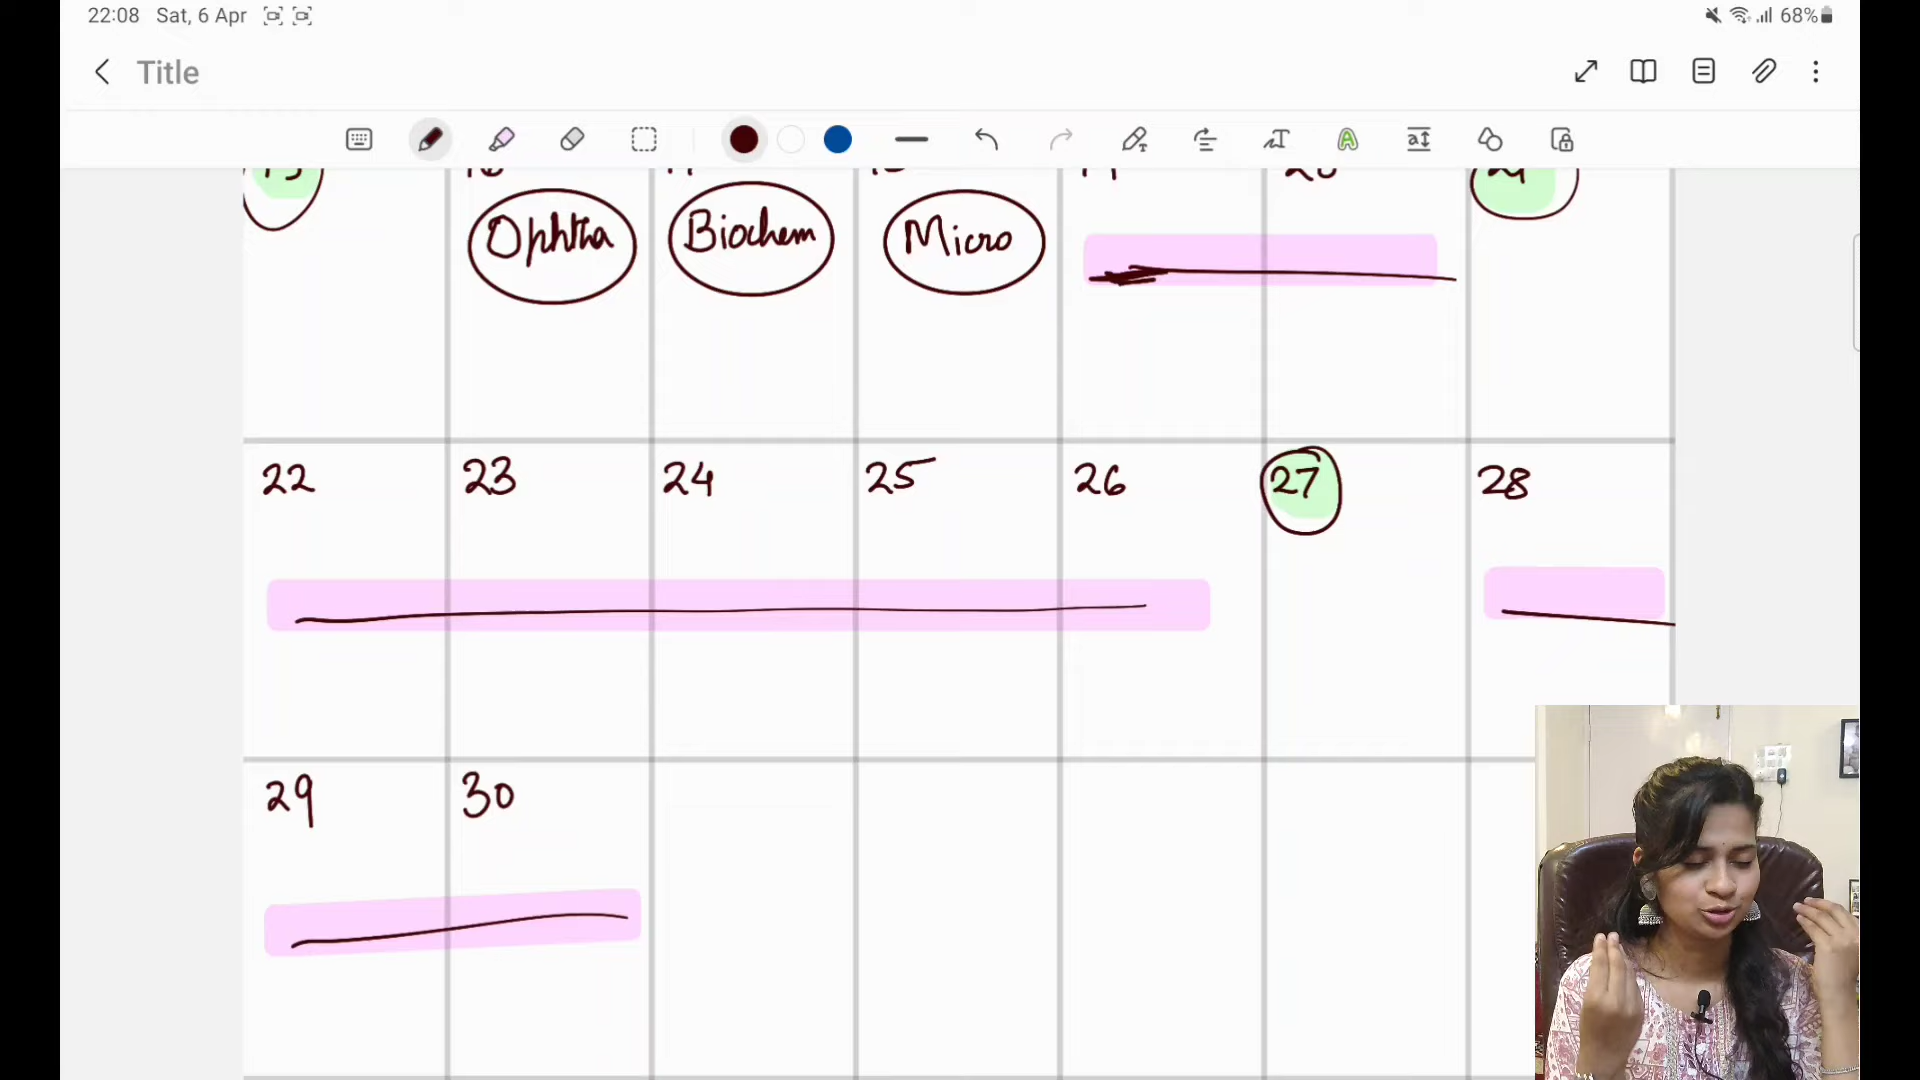 22:08 Sat, 6 Apr 68%
Title
Ophtha Biochem Micro
22 23 24 25 26 27 28
29 30